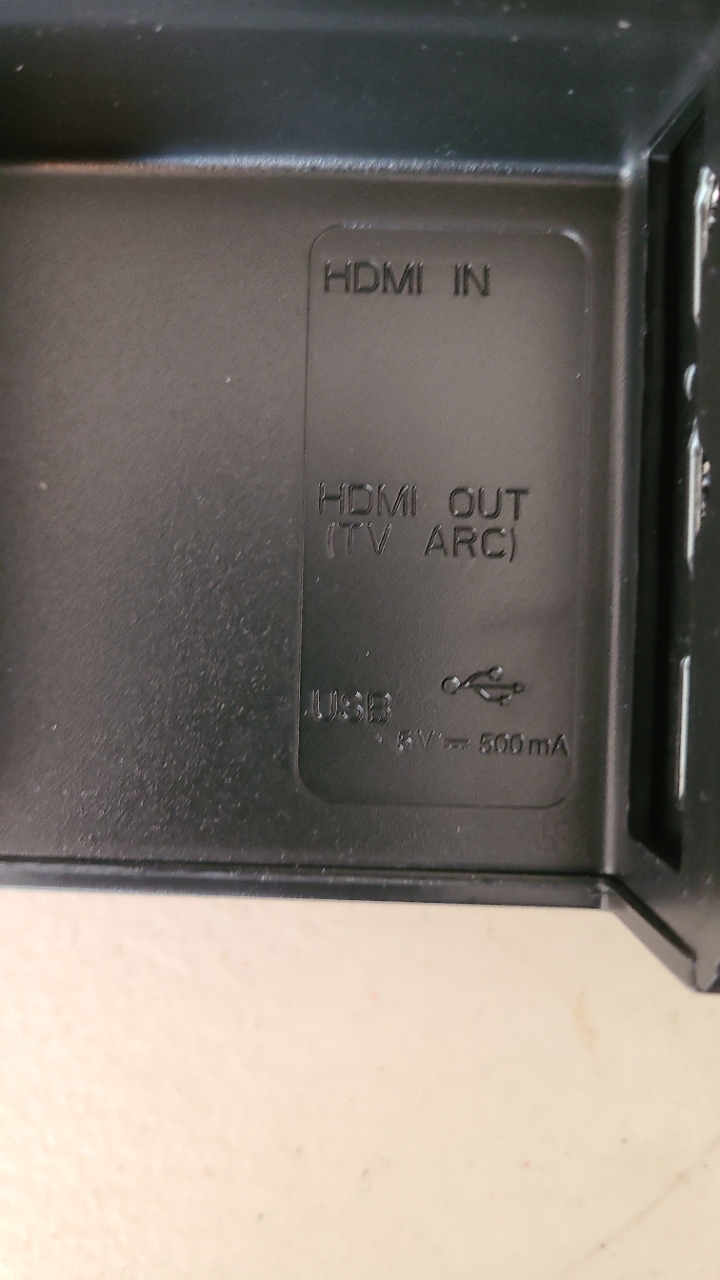 HDMI IN
HDMI OUT
(TV ARC)
USB
5V ⎓ 500mA